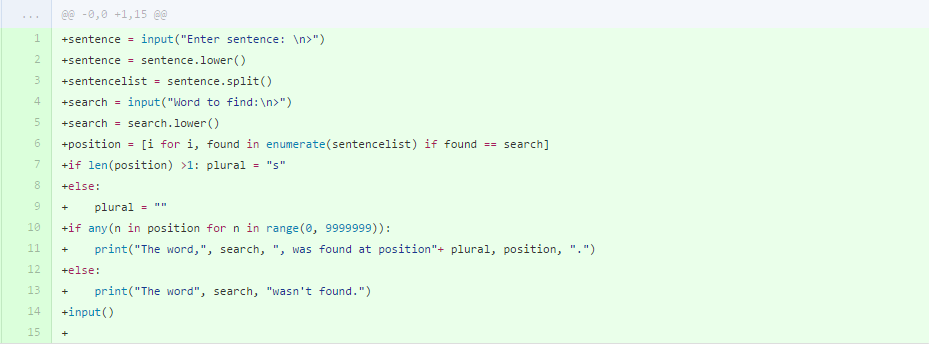 ... @@ -0,0 +1,15 @@
1 +sentence = input("Enter sentence: \n>")
2 +sentence = sentence.lower()
3 +sentencelist = sentence.split()
4 +search = input("Word to find:\n>")
5 +search = search.lower()
6 +position = [i for i, found in enumerate(sentencelist) if found == search]
7 +if len(position) >1: plural = "s"
8 +else:
9 +    plural = ""
10 +if any(n in position for n in range(0, 9999999)):
11 +    print("The word,", search, ", was found at position"+ plural, position, ".")
12 +else:
13 +    print("The word", search, "wasn't found.")
14 +input()
15 +